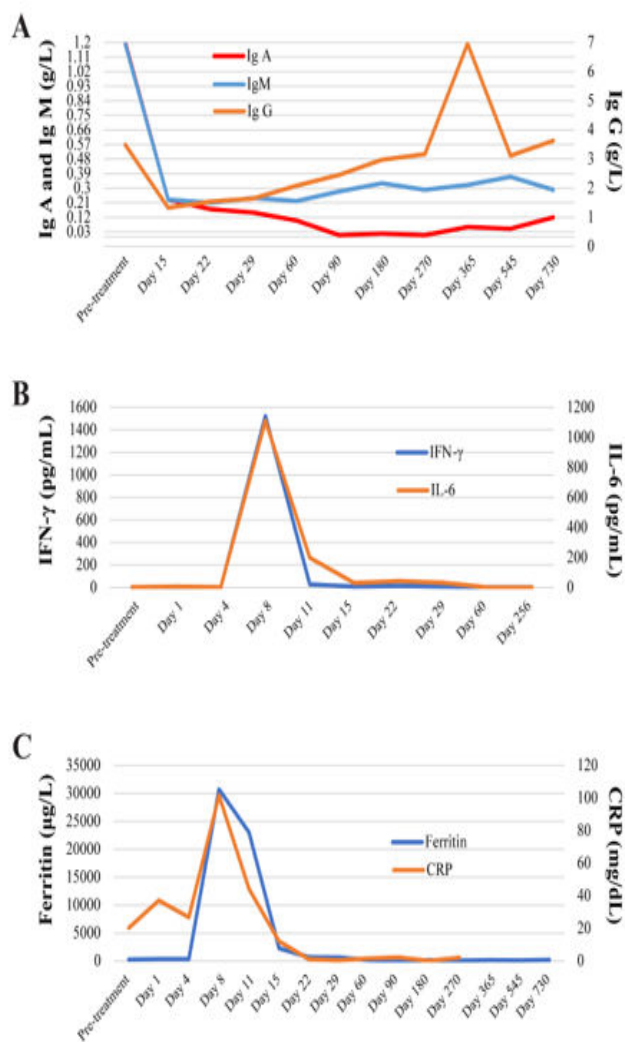 A
Ig A and Ig M (g/L)
1.2
1.11
1.02
0.93
0.84
0.75
0.66
0.57
0.48
0.39
0.3
0.21
0.12
0.03
Ig A
IgM
Ig G
7
6
5
4
3
2
1
0
Ig G (g/L)
Pre-treatment
Day 15
Day 22
Day 29
Day 60
Day 90
Day 180
Day 270
Day 365
Day 545
Day 730
B
IFN-γ (pg/mL)
1600
1400
1200
1000
800
600
400
200
0
IFN-γ
IL-6
1200
1000
800
600
400
200
0
IL-6 (pg/mL)
Pre-treatment
Day 1
Day 4
Day 8
Day 11
Day 15
Day 22
Day 29
Day 60
Day 256
C
Ferritin (µg/L)
35000
30000
25000
20000
15000
10000
5000
0
Ferritin
CRP
120
100
80
60
40
20
0
CRP (mg/dL)
Pre-treatment
Day 1
Day 4
Day 8
Day 11
Day 15
Day 22
Day 29
Day 60
Day 90
Day 180
Day 270
Day 365
Day 545
Day 730